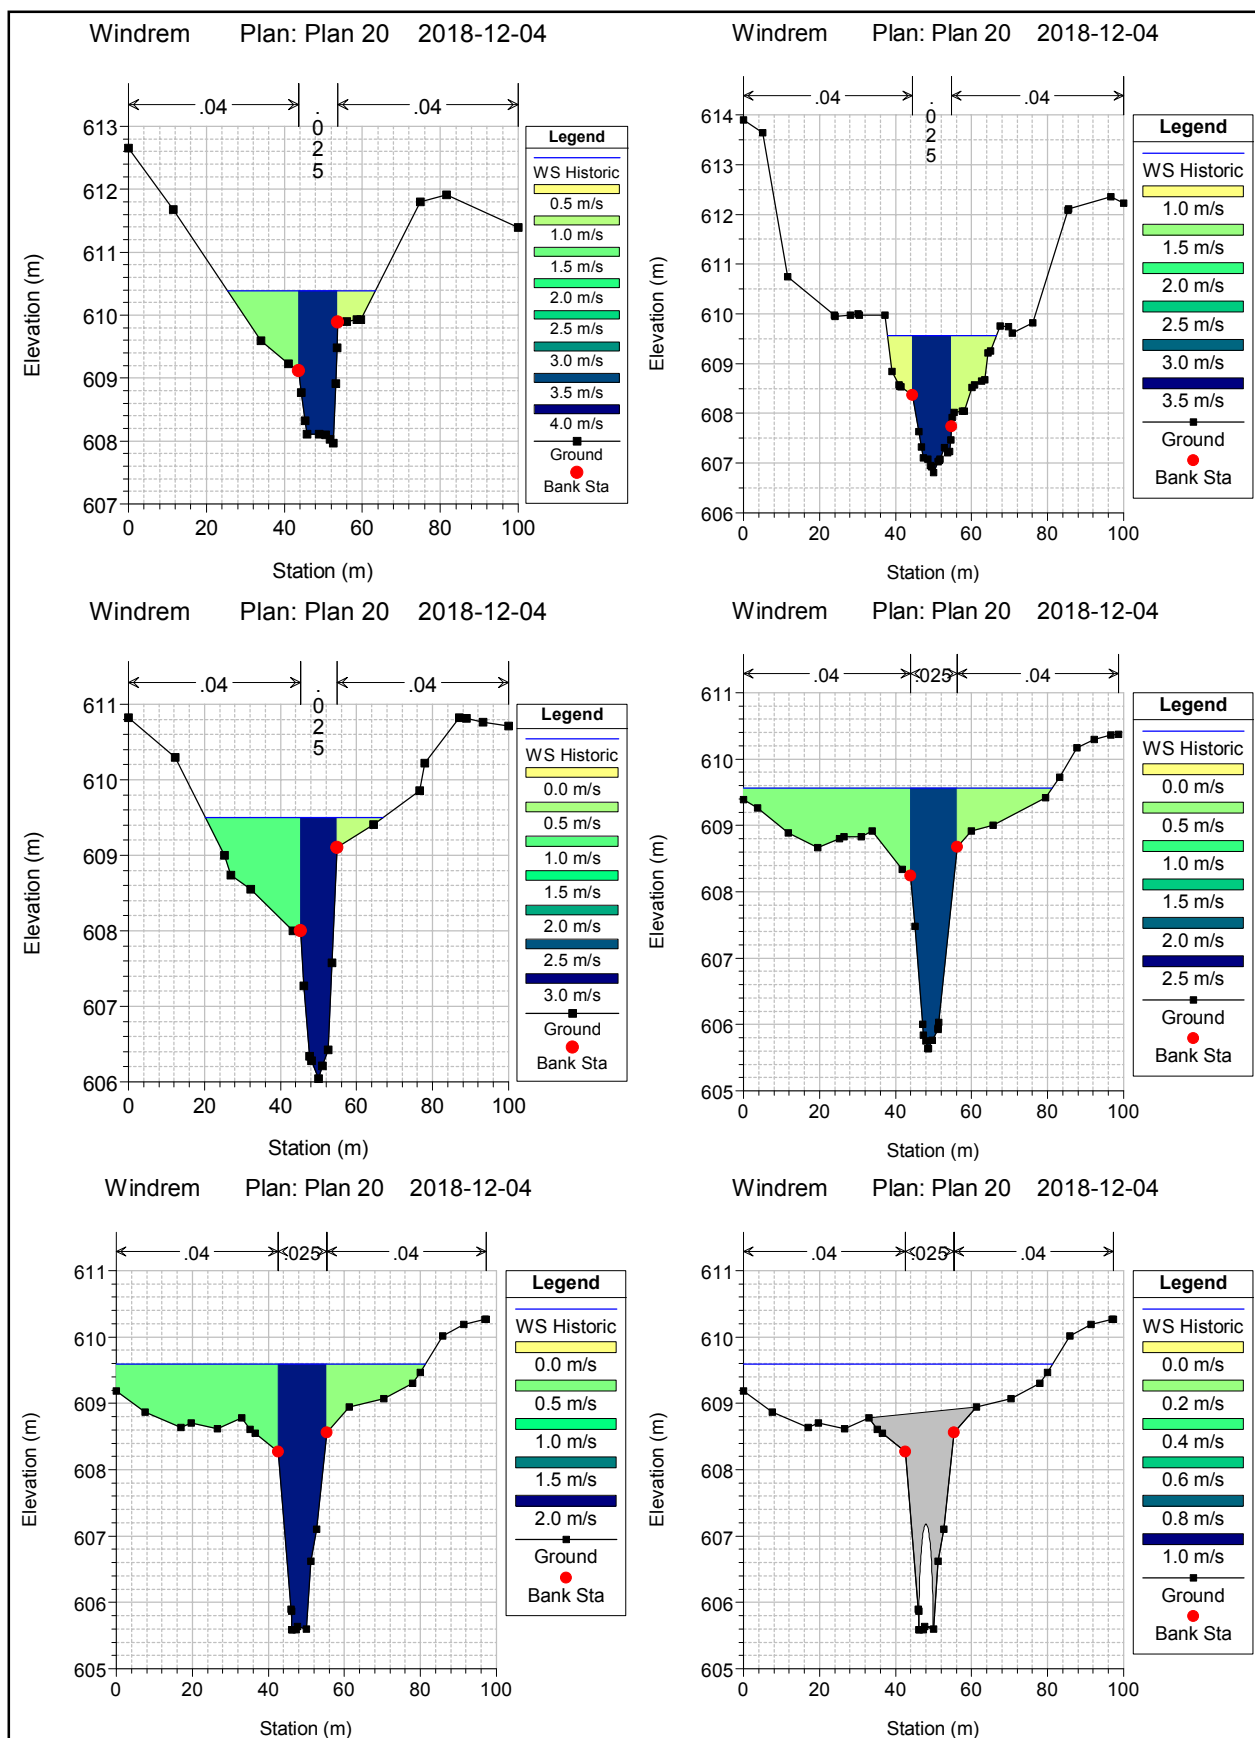 Windrem Plan: Plan 20 2018-12-04
.04 .025 .04
Elevation (m)
613
612
611
610
609
608
607
0 20 40 60 80 100
Station (m)
Legend
WS Historic
0.5 m/s
1.0 m/s
1.5 m/s
2.0 m/s
2.5 m/s
3.0 m/s
3.5 m/s
4.0 m/s
Ground
Bank Sta
Windrem Plan: Plan 20 2018-12-04
.04 .025 .04
Elevation (m)
614
613
612
611
610
609
608
607
606
0 20 40 60 80 100
Station (m)
Legend
WS Historic
1.0 m/s
1.5 m/s
2.0 m/s
2.5 m/s
3.0 m/s
3.5 m/s
Ground
Bank Sta
Windrem Plan: Plan 20 2018-12-04
.04 .025 .04
Elevation (m)
611
610
609
608
607
606
0 20 40 60 80 100
Station (m)
Legend
WS Historic
0.0 m/s
0.5 m/s
1.0 m/s
1.5 m/s
2.0 m/s
2.5 m/s
3.0 m/s
Ground
Bank Sta
Windrem Plan: Plan 20 2018-12-04
.04 .025 .04
Elevation (m)
611
610
609
608
607
606
605
0 20 40 60 80 100
Station (m)
Legend
WS Historic
0.0 m/s
0.5 m/s
1.0 m/s
1.5 m/s
2.0 m/s
2.5 m/s
Ground
Bank Sta
Windrem Plan: Plan 20 2018-12-04
.04 .025 .04
Elevation (m)
611
610
609
608
607
606
605
0 20 40 60 80 100
Station (m)
Legend
WS Historic
0.0 m/s
0.5 m/s
1.0 m/s
1.5 m/s
2.0 m/s
Ground
Bank Sta
Windrem Plan: Plan 20 2018-12-04
.04 .025 .04
Elevation (m)
611
610
609
608
607
606
605
0 20 40 60 80 100
Station (m)
Legend
WS Historic
0.0 m/s
0.2 m/s
0.4 m/s
0.6 m/s
0.8 m/s
1.0 m/s
Ground
Bank Sta